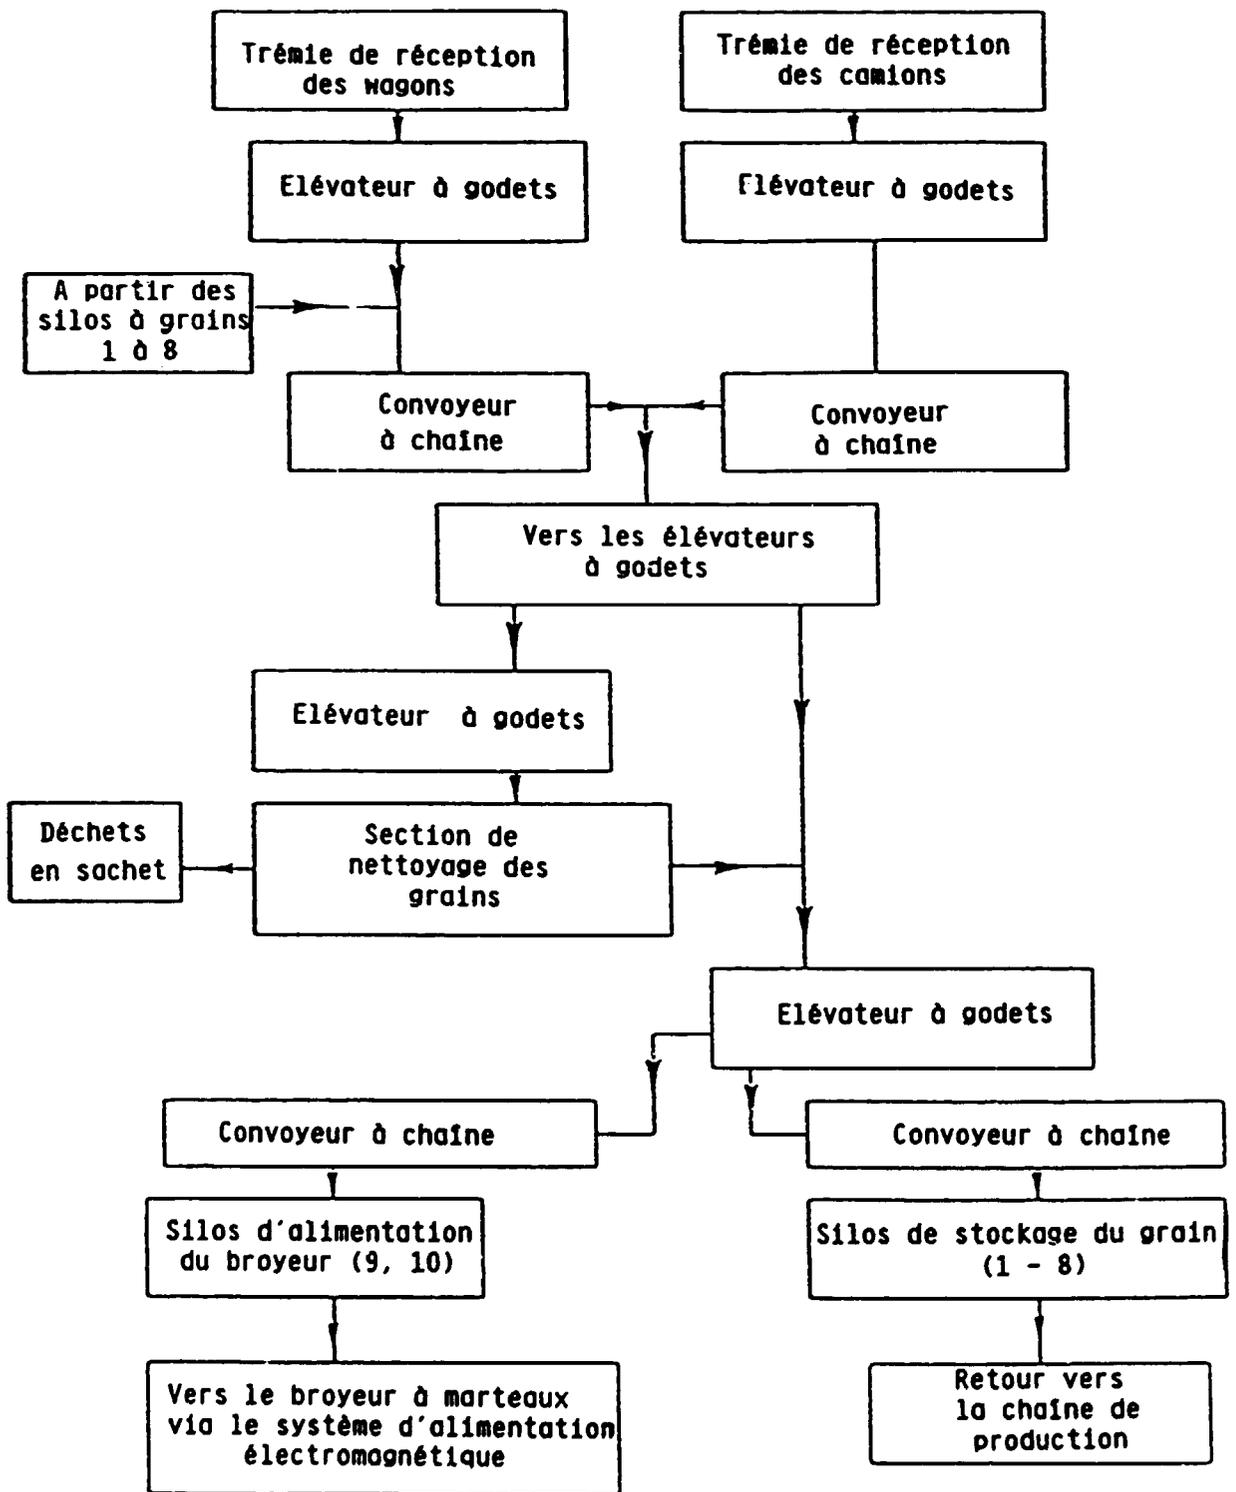 Trémie de réception
des wagons
Trémie de réception
des camions
Elévateur à godets
Elévateur à godets
A partir des
silos à grains
1 à 8
Convoyeur
à chaîne
Convoyeur
à chaîne
Vers les élévateurs
à godets
Elévateur à godets
Déchets
en sachet
Section de
nettoyage des
grains
Elévateur à godets
Convoyeur à chaîne
Convoyeur à chaîne
Silos d'alimentation
du broyeur (9, 10)
Silos de stockage du grain
(1 - 8)
Vers le broyeur à marteaux
via le système d'alimentation
électromagnétique
Retour vers
la chaîne de
production